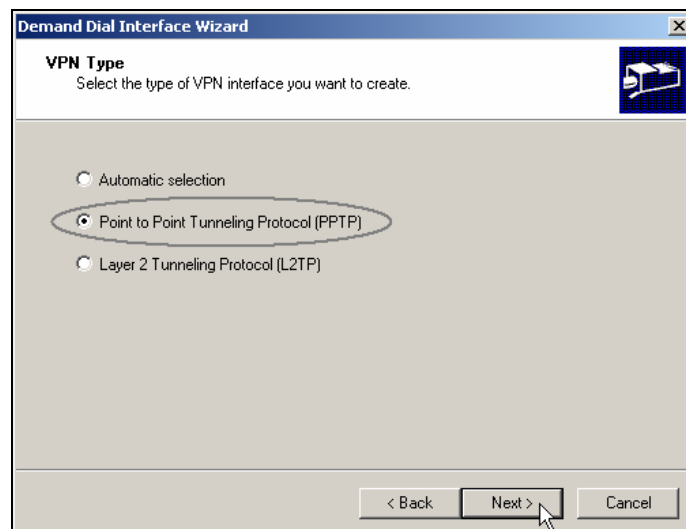 Demand Dial Interface Wizard
VPN Type
Select the type of VPN interface you want to create.
Automatic selection
Point to Point Tunneling Protocol (PPTP)
Layer 2 Tunneling Protocol (L2TP)
< Back
Next >
Cancel